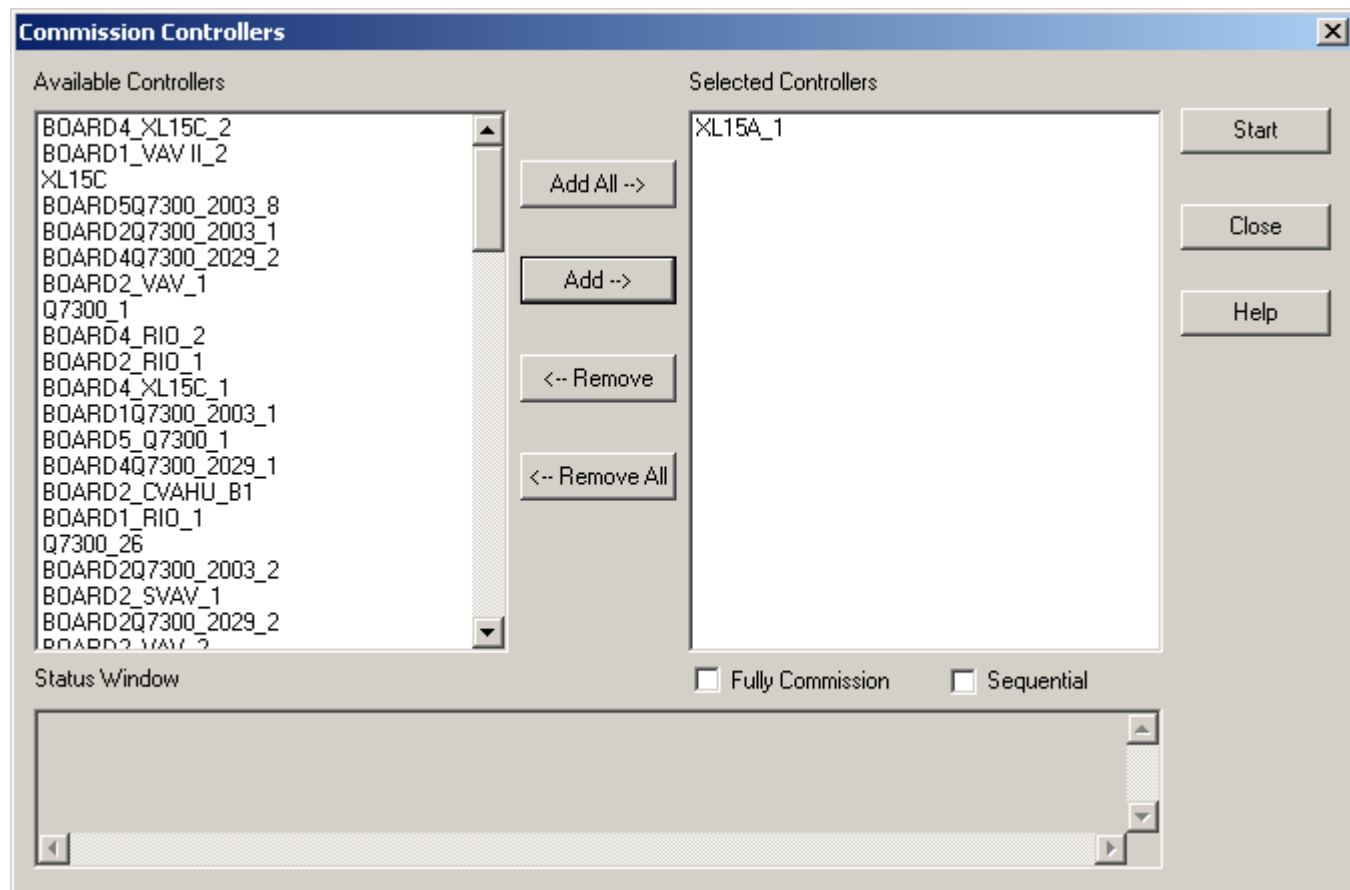 Commission Controllers
Available Controllers
Selected Controllers
BOARD4_XL15C_2
BOARD1_VAV II_2
XL15C
BOARD5Q7300_2003_8
BOARD2Q7300_2003_1
BOARD4Q7300_2029_2
BOARD2_VAV_1
Q7300_1
BOARD4_RIO_2
BOARD2_RIO_1
BOARD4_XL15C_1
BOARD1Q7300_2003_1
BOARD5_Q7300_1
BOARD4Q7300_2029_1
BOARD2_CVAHU_B1
BOARD1_RIO_1
Q7300_26
BOARD2Q7300_2003_2
BOARD2_SVAV_1
BOARD2Q7300_2029_2
BOARD2_VAV_2
Add All -->
Add -->
<-- Remove
<-- Remove All
XL15A_1
Start
Close
Help
Fully Commission
Sequential
Status Window